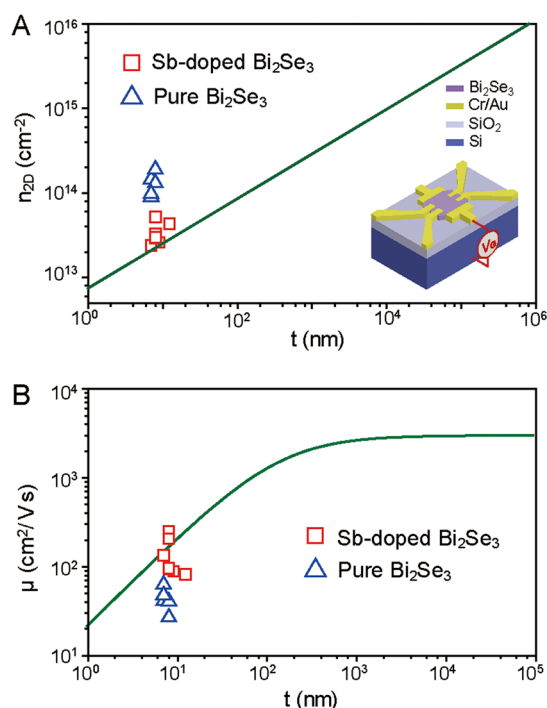 A
10¹⁶
10¹⁵
10¹⁴
10¹³
n₂D (cm⁻²)
Sb-doped Bi₂Se₃
Pure Bi₂Se₃
Bi₂Se₃
Cr/Au
SiO₂
Si
10⁰ 10² 10⁴ 10⁶
t (nm)
B
10⁴
10³
10²
10¹
μ (cm²/Vs)
Sb-doped Bi₂Se₃
Pure Bi₂Se₃
10⁰ 10¹ 10² 10³ 10⁴ 10⁵
t (nm)